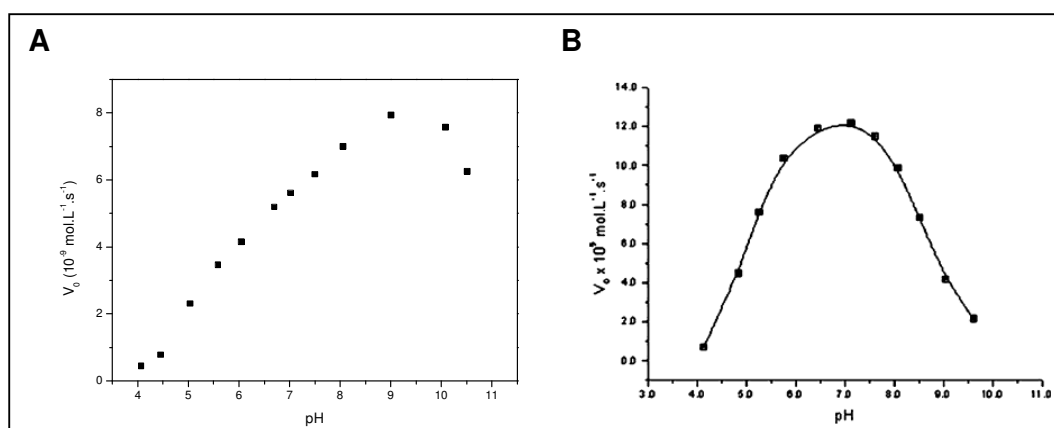 A
B
V₀ (10⁻⁹ mol.L⁻¹.s⁻¹)
8
6
4
2
0
4 5 6 7 8 9 10 11
pH
V₀ x 10⁹ mol.L⁻¹.s⁻¹
14.0
12.0
10.0
8.0
6.0
4.0
2.0
0.0
3.0 4.0 5.0 6.0 7.0 8.0 9.0 10.0 11.0
pH